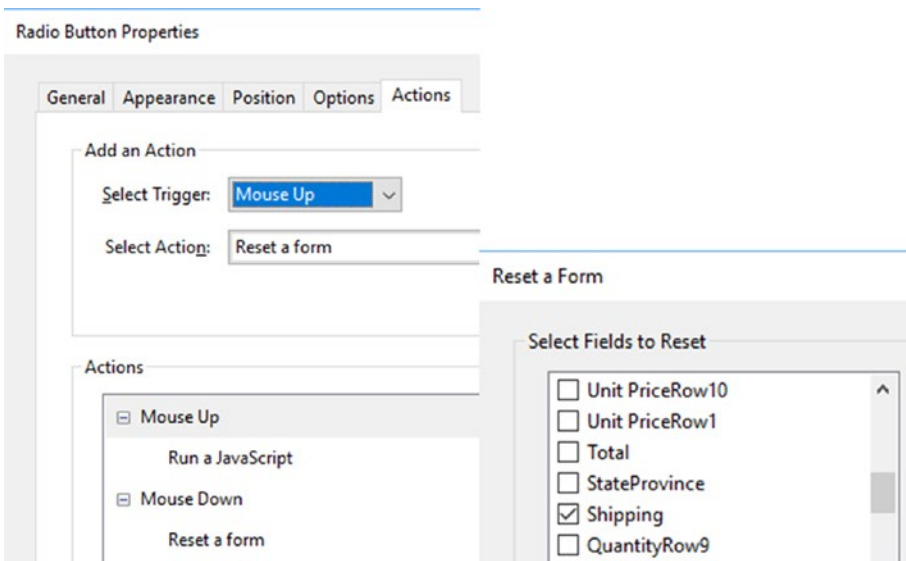 Radio Button Properties
General Appearance Position Options Actions
Add an Action
Select Trigger: Mouse Up
Select Action: Reset a form
Actions
Mouse Up
Run a JavaScript
Mouse Down
Reset a form
Reset a Form
Select Fields to Reset
Unit PriceRow10
Unit PriceRow1
Total
StateProvince
Shipping
QuantityRow9